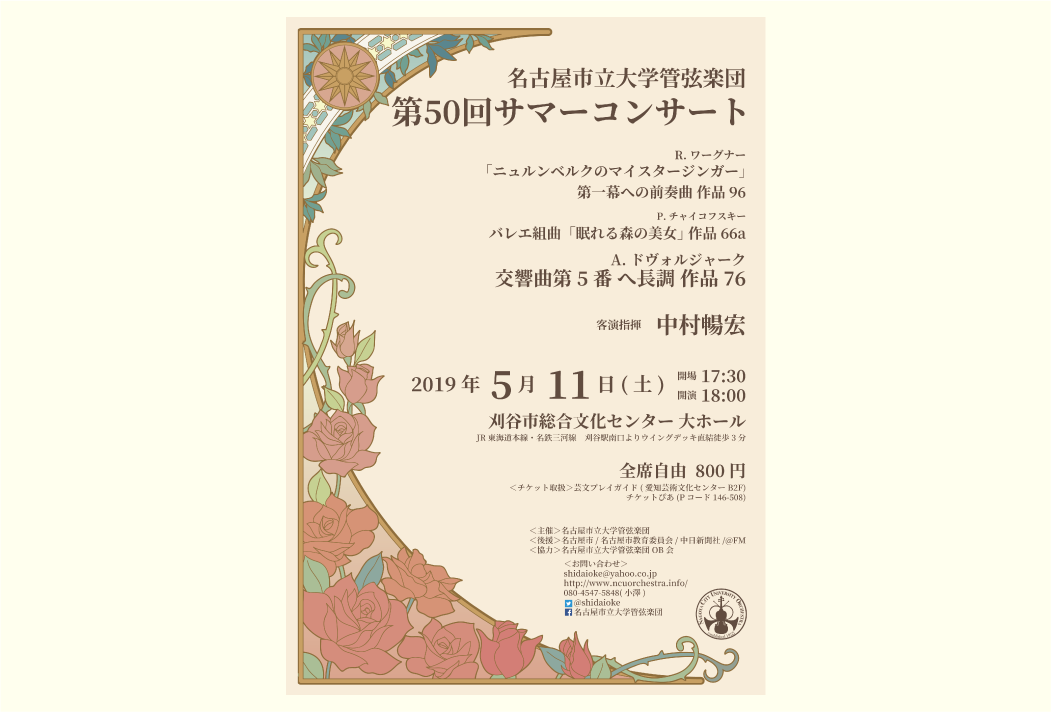 名古屋市立大学管弦楽団
第50回サマーコンサート
R. ワーグナー
「ニュルンベルクのマイスタージンガー」
第一幕への前奏曲 作品 96
P. チャイコフスキー
バレエ組曲「眠れる森の美女」作品 66a
A. ドヴォルジャーク
交響曲第 5 番 ヘ長調 作品 76
客演指揮 中村暢宏
2019 年 5 月 11 日 ( 土 ) 開場 17:30
開演 18:00
刈谷市総合文化センター 大ホール
JR 東海道本線・名鉄三河線 刈谷駅南口よりウイングデッキ直結徒歩 3 分
全席自由 800 円
＜チケット取扱＞芸文プレイガイド ( 愛知芸術文化センター B2F)
チケットぴあ (P コード 146-508)
＜主催＞名古屋市立大学管弦楽団
＜後援＞名古屋市 / 名古屋市教育委員会 / 中日新聞社 /@FM
＜協力＞名古屋市立大学管弦楽団 OB 会
＜お問い合わせ＞
shidaioke@yahoo.co.jp
http://www.ncuorchestra.info/
080-4547-5848( 小澤 )
@shidaioke
名古屋市立大学管弦楽団
NAGOYA CITY UNIVERSITY ORCHESTRA